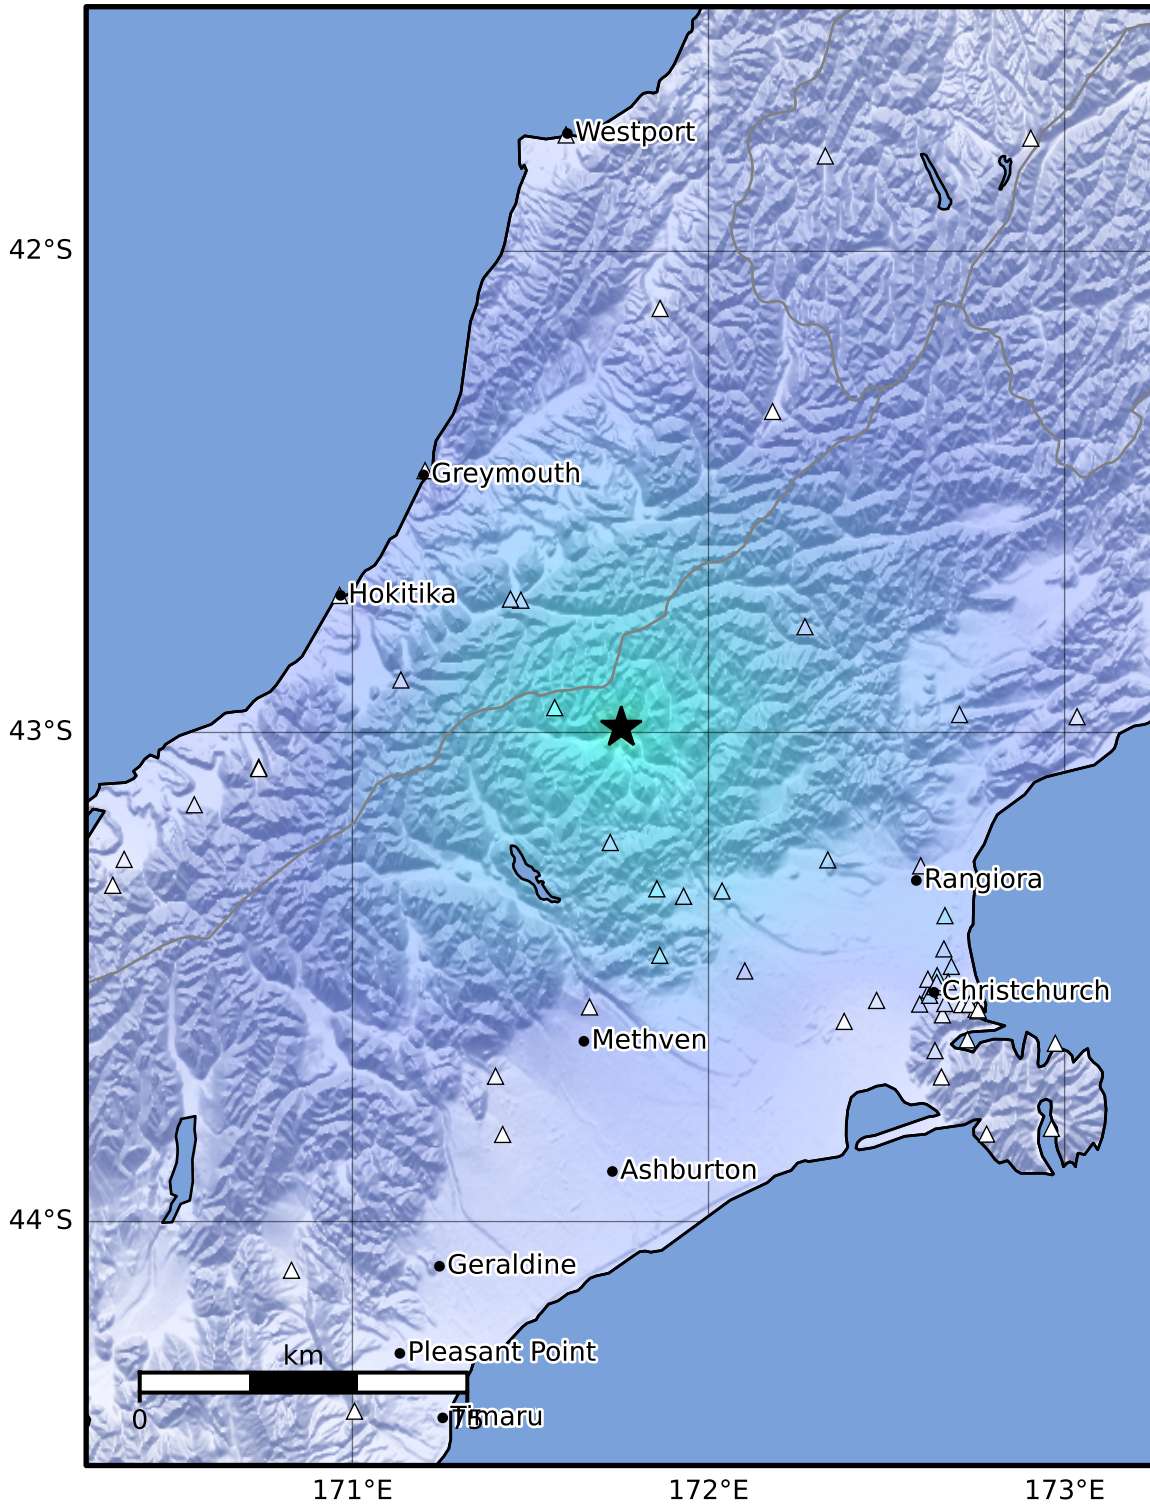 Westport
42°S
Greymouth
Hokitika
43°S
Rangiora
Christchurch
Methven
Ashburton
44°S
Geraldine
Pleasant Point
km
0
75
Timaru
171°E
172°E
173°E